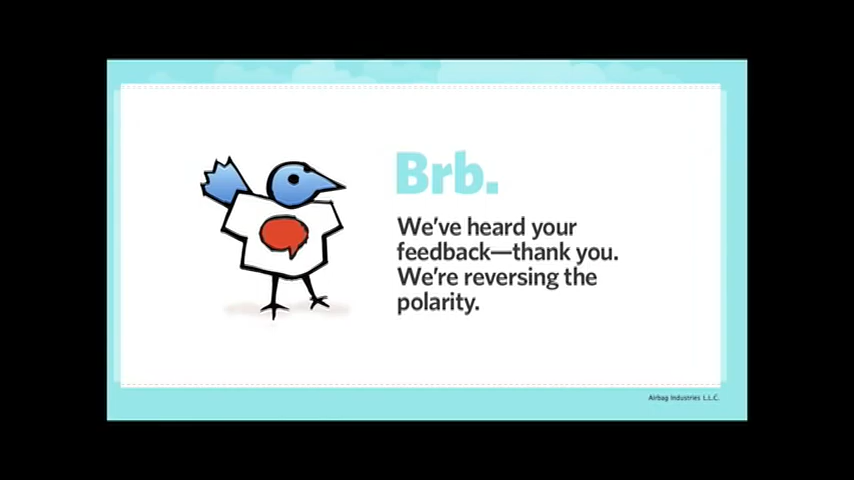 Brb.
We've heard your
feedback—thank you.
We're reversing the
polarity.
Airbag Industries L.L.C.